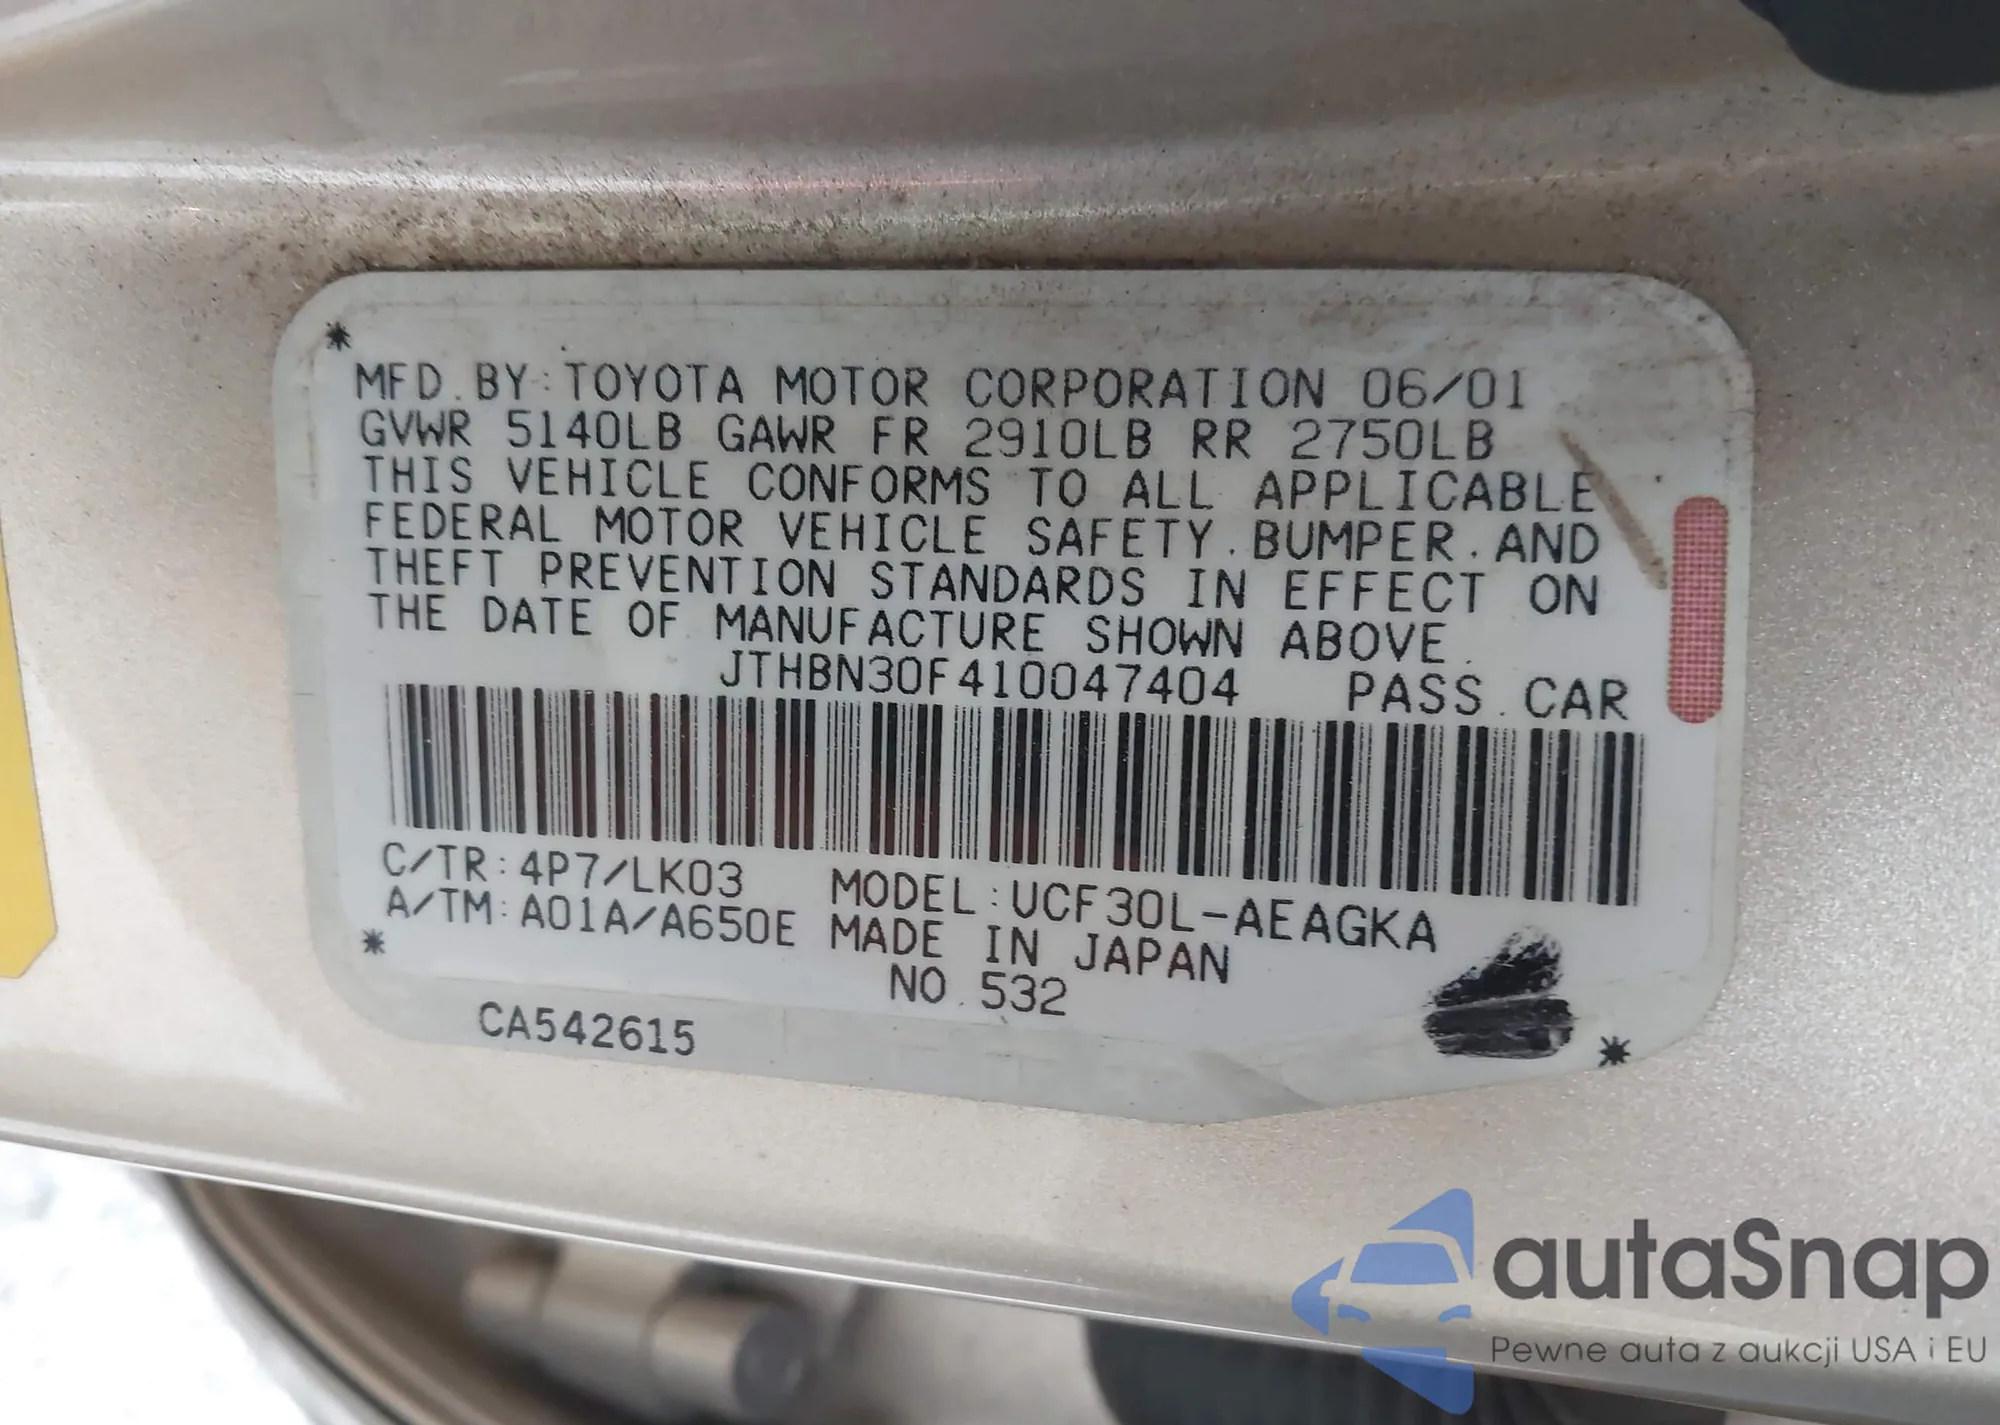 MFD. BY: TOYOTA MOTOR CORPORATION 06/01
GVWR 5140LB GAWR FR 2910LB RR 2750LB
THIS VEHICLE CONFORMS TO ALL APPLICABLE
FEDERAL MOTOR VEHICLE SAFETY. BUMPER. AND
THEFT PREVENTION STANDARDS IN EFFECT ON
THE DATE OF MANUFACTURE SHOWN ABOVE.
JTHBN30F410047404 PASS. CAR
C/TR: 4P7/LK03 MODEL: UCF30L-AEAGKA
A/TM: A01A/A650E MADE IN JAPAN
NO. 532
CA542615
autaSnap
Pewne auta z aukcji USA i EU